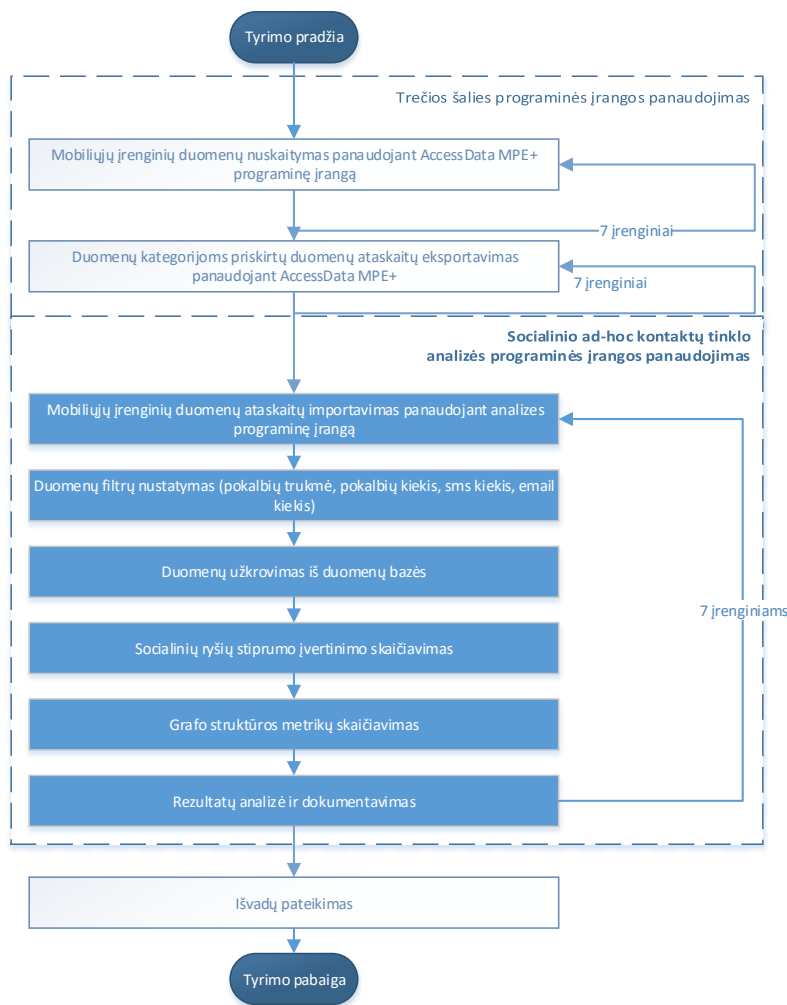 Tyrimo pradžia
Trečios šalies programinės įrangos panaudojimas
Mobiliųjų įrenginių duomenų nuskaitymas panaudojant AccessData MPE+
programinę įrangą
7 įrenginiai
Duomenų kategorijoms priskirtų duomenų ataskaitų eksportavimas
panaudojant AccessData MPE+
7 įrenginiai
Socialinio ad-hoc kontaktų tinklo
analizės programinės įrangos panaudojimas
Mobiliųjų įrenginių duomenų ataskaitų importavimas panaudojant analizes
programinę įrangą
Duomenų filtrų nustatymas (pokalbių trukmė, pokalbių kiekis, sms kiekis, email
kiekis)
Duomenų užkrovimas iš duomenų bazės
7 įrenginiams
Socialinių ryšių stiprumo įvertinimo skaičiavimas
Grafo struktūros metrikų skaičiavimas
Rezultatų analizė ir dokumentavimas
Išvadų pateikimas
Tyrimo pabaiga